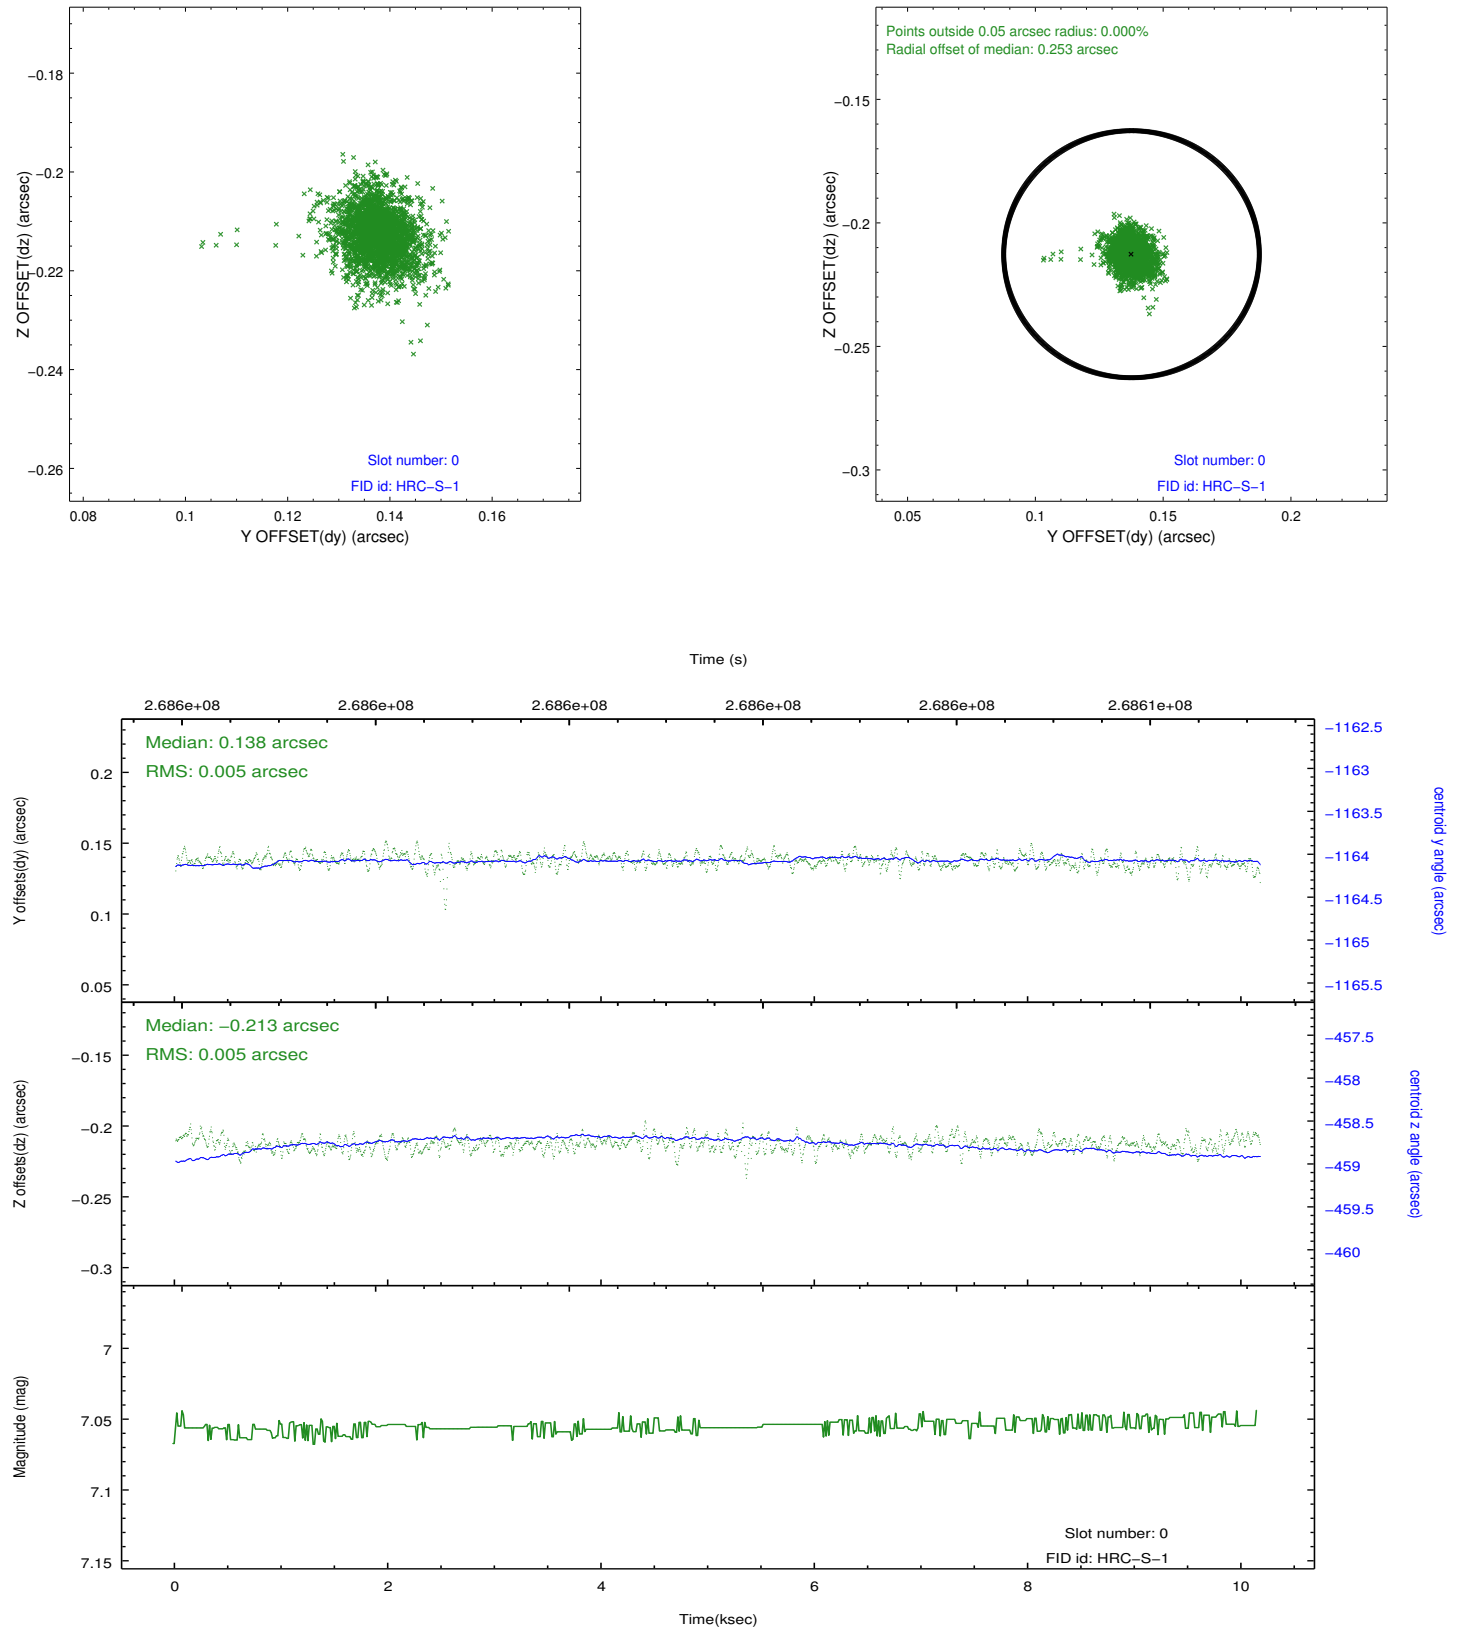 −0.18
−0.2
−0.22
−0.24
−0.26
Z OFFSET(dz) (arcsec)
Slot number: 0
FID id: HRC−S−1
0.08
0.1
0.12
0.14
0.16
Y OFFSET(dy) (arcsec)
Points outside 0.05 arcsec radius: 0.000%
Radial offset of median: 0.253 arcsec
−0.15
−0.2
−0.25
−0.3
Z OFFSET(dz) (arcsec)
Slot number: 0
FID id: HRC−S−1
0.05
0.1
0.15
0.2
Y OFFSET(dy) (arcsec)
Time (s)
2.686e+08
2.686e+08
2.686e+08
2.686e+08
2.686e+08
2.6861e+08
Median: 0.138 arcsec
RMS: 0.005 arcsec
0.2
0.15
0.1
0.05
Y offsets(dy) (arcsec)
−1162.5
−1163
−1163.5
−1164
−1164.5
−1165
−1165.5
centroid y angle (arcsec)
Median: −0.213 arcsec
RMS: 0.005 arcsec
−0.15
−0.2
−0.25
−0.3
Z offsets(dz) (arcsec)
−457.5
−458
−458.5
−459
−459.5
−460
centroid z angle (arcsec)
7
7.05
7.1
7.15
Magnitude (mag)
Slot number: 0
FID id: HRC−S−1
0
2
4
6
8
10
Time(ksec)